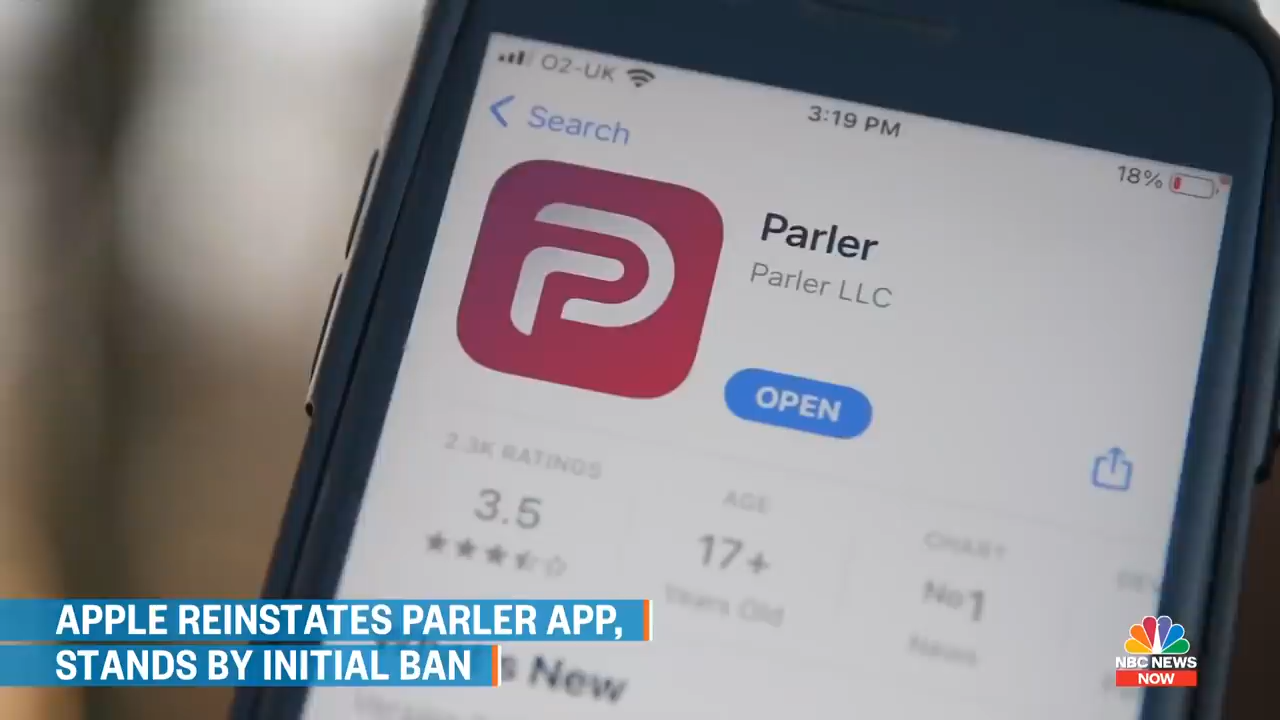 O2-UK
3:19 PM
18%
Search
Parler
Parler LLC
OPEN
2.3K RATINGS
3.5
AGE
17+
Years Old
CHART
No1
News
APPLE REINSTATES PARLER APP,
STANDS BY INITIAL BAN
s New
NBC NEWS
NOW